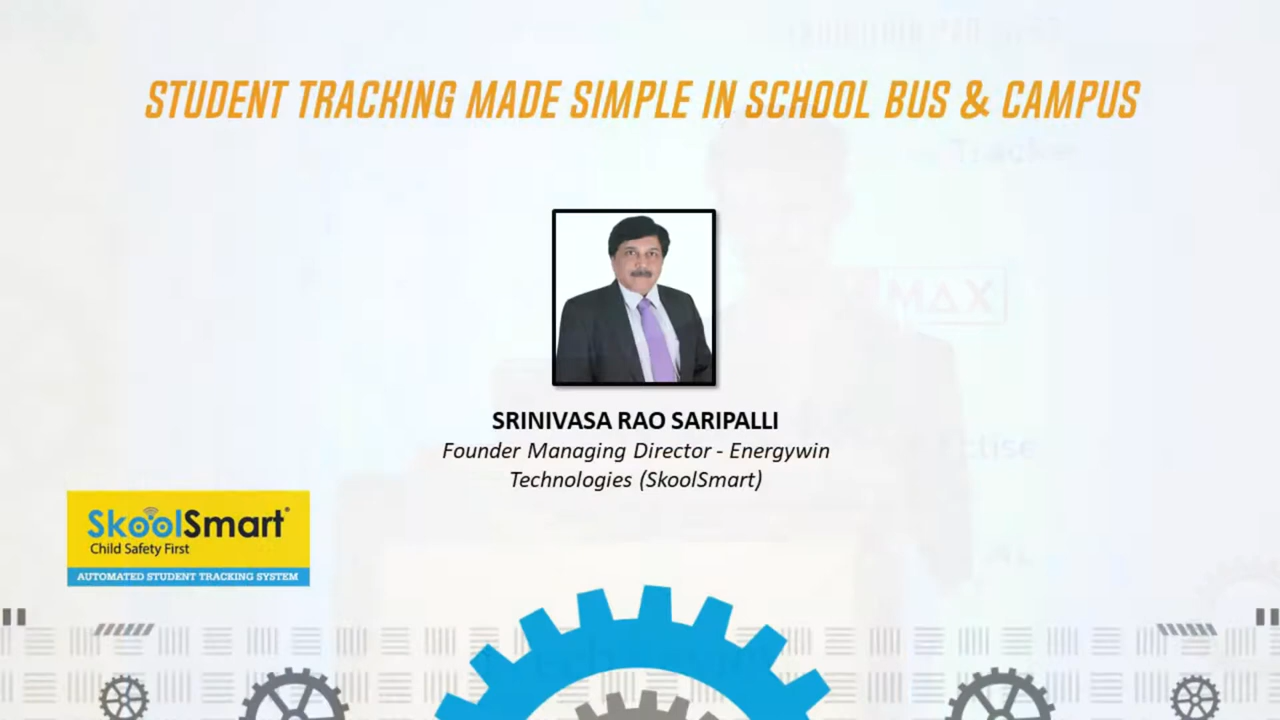 STUDENT TRACKING MADE SIMPLE IN SCHOOL BUS & CAMPUS
MAX
SRINIVASA RAO SARIPALLI
Founder Managing Director - Energywin
Technologies (SkoolSmart)
SkoolSmart®
Child Safety First
AUTOMATED STUDENT TRACKING SYSTEM